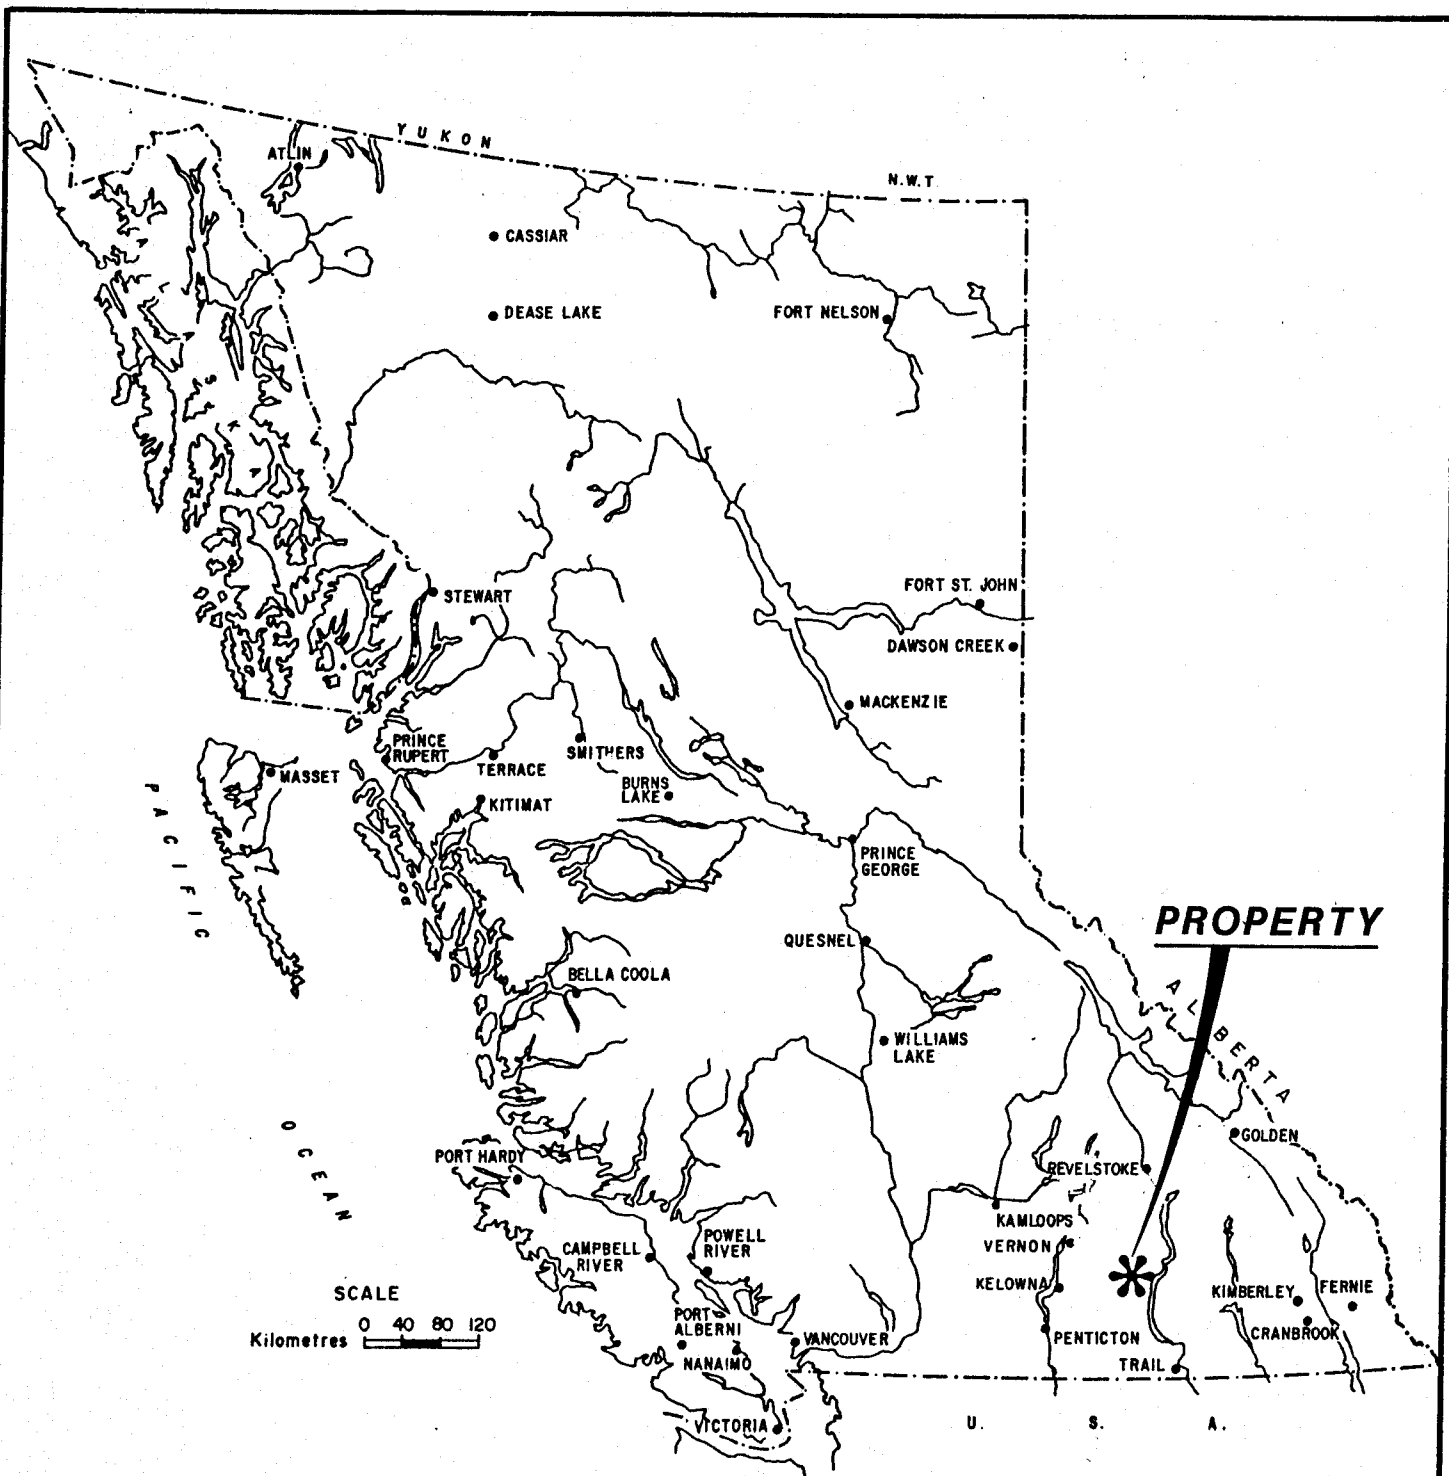 YUKON
N.W.T.
ATLIN
CASSIAR
DEASE LAKE
FORT NELSON
ALASKA
FORT ST. JOHN
STEWART
DAWSON CREEK
MACKENZIE
PRINCE
RUPERT
SMITHERS
TERRACE
MASSET
BURNS
LAKE
KITIMAT
PACIFIC
PRINCE
GEORGE
PROPERTY
QUESNEL
BELLA COOLA
ALBERTA
WILLIAMS
LAKE
OCEAN
GOLDEN
PORT HARDY
REVELSTOKE
KAMLOOPS
POWELL
RIVER
VERNON
CAMPBELL
RIVER
KELOWNA
KIMBERLEY
FERNIE
SCALE
PORT
ALBERNI
Kilometres 0 40 80 120
CRANBROOK
VANCOUVER
PENTICTON
NANAIMO
TRAIL
VICTORIA
U. S. A.